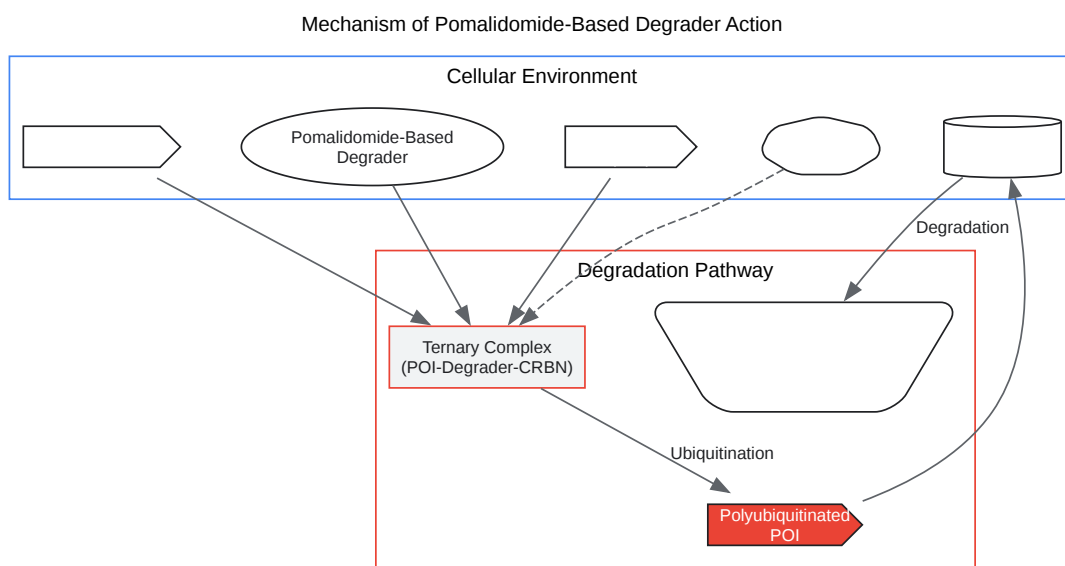 Mechanism of Pomalidomide-Based Degrader Action
Cellular Environment
Pomalidomide-Based
Degrader
Degradation
Degradation Pathway
Ternary Complex
(POI-Degrader-CRBN)
Ubiquitination
Polyubiquitinated
POI